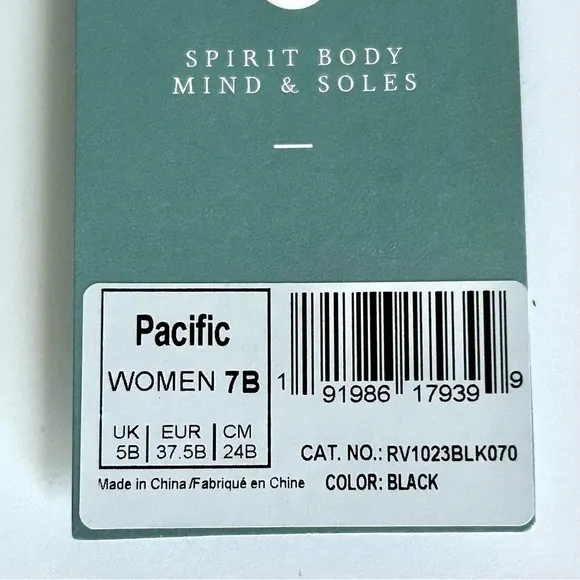 SPIRIT BODY
MIND & SOLES
Pacific
WOMEN 7B
UK | EUR | CM
5B | 37.5B | 24B
1 91986 17939 9
CAT. NO.: RV1023BLK070
Made in China /Fabriqué en Chine COLOR: BLACK